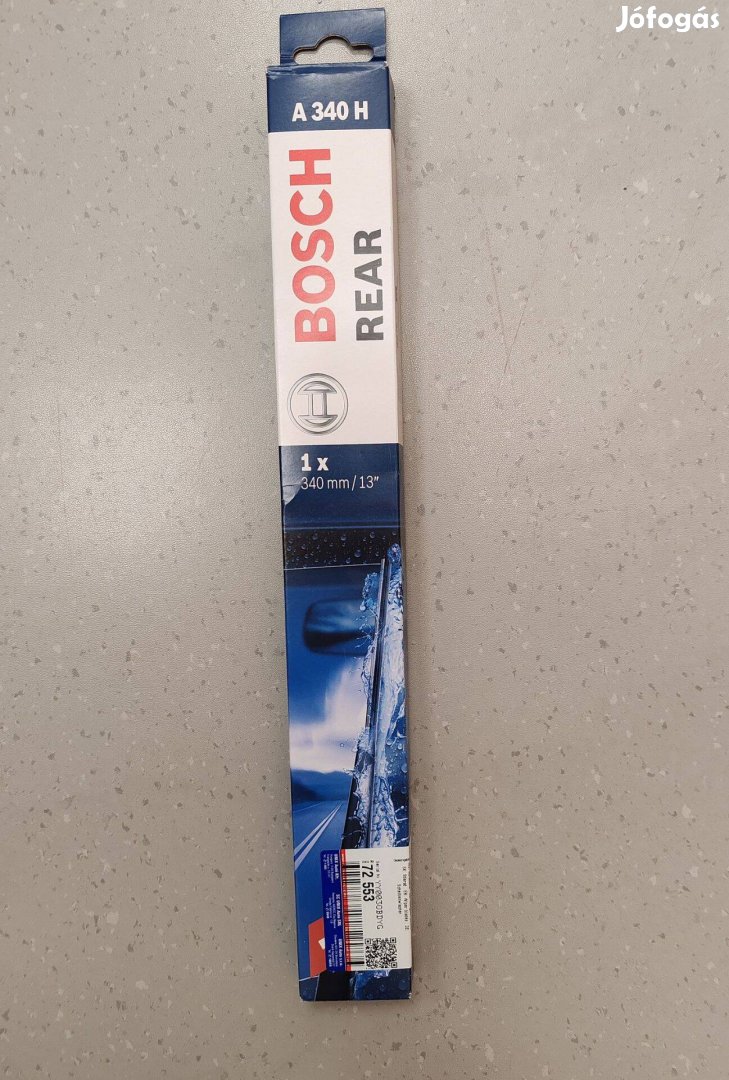 Jófogás
A 340 H
BOSCH
REAR
1 x
340 mm/13"
72 553